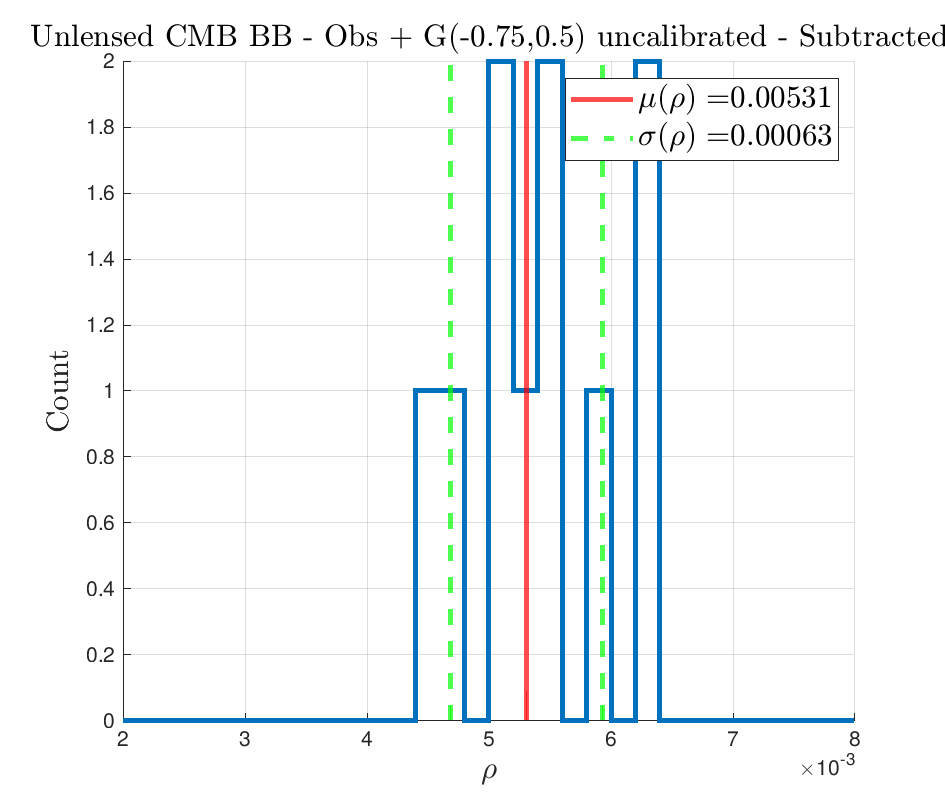 Unlensed CMB BB - Obs + G(-0.75,0.5) uncalibrated - Subtracted
μ(ρ) =0.00531
σ(ρ) =0.00063
2
1.8
1.6
1.4
1.2
1
0.8
0.6
0.4
0.2
0
Count
2 3 4 5 6 7 8
×10-3
ρ